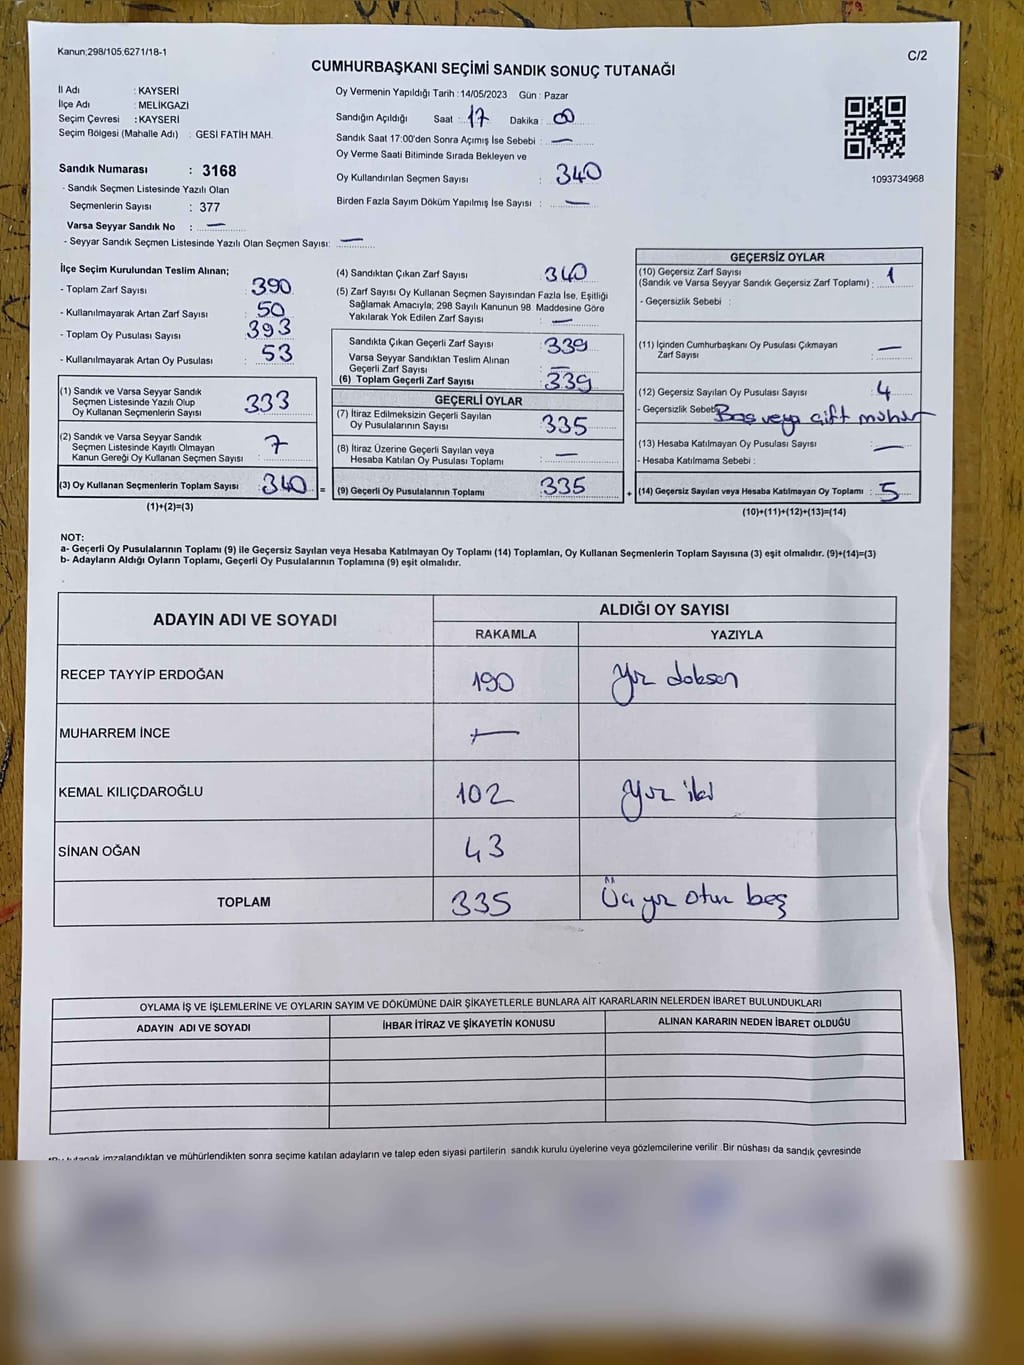 Kanun;298/105;6271/18-1
C/2
CUMHURBAŞKANI SEÇİMİ SANDIK SONUÇ TUTANAĞI
İl Adı : KAYSERİ
İlçe Adı : MELİKGAZİ
Seçim Çevresi : KAYSERİ
Seçim Bölgesi (Mahalle Adı) : GESI FATİH MAH.
Sandık Numarası : 3168
- Sandık Seçmen Listesinde Yazılı Olan
Seçmenlerin Sayısı : 377
Varsa Seyyar Sandık No : —
- Seyyar Sandık Seçmen Listesinde Yazılı Olan Seçmen Sayısı: —
Oy Vermenin Yapıldığı Tarih : 14/05/2023 Gün : Pazar
Sandığın Açıldığı Saat : 17 Dakika : 00
Sandık Saat 17:00'den Sonra Açımış İse Sebebi : —
Oy Verme Saati Bitiminde Sırada Bekleyen ve
Oy Kullandırılan Seçmen Sayısı : 340
Birden Fazla Sayım Döküm Yapılmış İse Sayısı : —
1093734968
İlçe Seçim Kurulundan Teslim Alınan;
- Toplam Zarf Sayısı : 390
- Kullanılmayarak Artan Zarf Sayısı : 50
- Toplam Oy Pusulası Sayısı : 393
- Kullanılmayarak Artan Oy Pusulası : 53
(1) Sandık ve Varsa Seyyar Sandık
Seçmen Listesinde Yazılı Olup
Oy Kullanan Seçmenlerin Sayısı : 333
(2) Sandık ve Varsa Seyyar Sandık
Seçmen Listesinde Kayıtlı Olmayan
Kanun Gereği Oy Kullanan Seçmen Sayısı : 7
(3) Oy Kullanan Seçmenlerin Toplam Sayısı : 340 =
(1)+(2)=(3)
(4) Sandıktan Çıkan Zarf Sayısı : 340
(5) Zarf Sayısı Oy Kullanan Seçmen Sayısından Fazla İse, Eşitliği
Sağlamak Amacıyla; 298 Sayılı Kanunun 98. Maddesine Göre
Yakılarak Yok Edilen Zarf Sayısı : —
Sandıkta Çıkan Geçerli Zarf Sayısı : 339
Varsa Seyyar Sandıktan Teslim Alınan
Geçerli Zarf Sayısı : —
(6) Toplam Geçerli Zarf Sayısı : 339
GEÇERLİ OYLAR
(7) İtiraz Edilmeksizin Geçerli Sayılan
Oy Pusulalarının Sayısı : 335
(8) İtiraz Üzerine Geçerli Sayılan veya
Hesaba Katılan Oy Pusulası Toplamı : —
(9) Geçerli Oy Pusulalarının Toplamı : 335 +
GEÇERSİZ OYLAR
(10) Geçersiz Zarf Sayısı
(Sandık ve Varsa Seyyar Sandık Geçersiz Zarf Toplamı) : 1
- Geçersizlik Sebebi :
(11) İçinden Cumhurbaşkanı Oy Pusulası Çıkmayan
Zarf Sayısı : —
(12) Geçersiz Sayılan Oy Pusulası Sayısı : 4
- Geçersizlik Sebebi Boş veya çift mühür
(13) Hesaba Katılmayan Oy Pusulası Sayısı : —
- Hesaba Katılmama Sebebi :
(14) Geçersiz Sayılan veya Hesaba Katılmayan Oy Toplamı : 5
(10)+(11)+(12)+(13)=(14)
NOT:
a- Geçerli Oy Pusulalarının Toplamı (9) ile Geçersiz Sayılan veya Hesaba Katılmayan Oy Toplamı (14) Toplamları, Oy Kullanan Seçmenlerin Toplam Sayısına (3) eşit olmalıdır. (9)+(14)=(3)
b- Adayların Aldığı Oyların Toplamı, Geçerli Oy Pusulalarının Toplamına (9) eşit olmalıdır.
ADAYIN ADI VE SOYADI ALDIĞI OY SAYISI
RAKAMLA YAZIYLA
RECEP TAYYİP ERDOĞAN 190 Yüz doksan
MUHARREM İNCE —
KEMAL KILIÇDAROĞLU 102 Yüz iki
SİNAN OĞAN 43
TOPLAM 335 Üç yüz otuz beş
OYLAMA İŞ VE İŞLEMLERİNE VE OYLARIN SAYIM VE DÖKÜMÜNE DAİR ŞİKAYETLERLE BUNLARA AİT KARARLARIN NELERDEN İBARET BULUNDUKLARI
ADAYIN ADI VE SOYADI İHBAR İTİRAZ VE ŞİKAYETİN KONUSU ALINAN KARARIN NEDEN İBARET OLDUĞU
imzalandıktan ve mühürlendikten sonra seçime katılan adayların ve talep eden siyasi partilerin sandık kurulu üyelerine veya gözlemcilerine verilir. Bir nüshası da sandık çevresinde